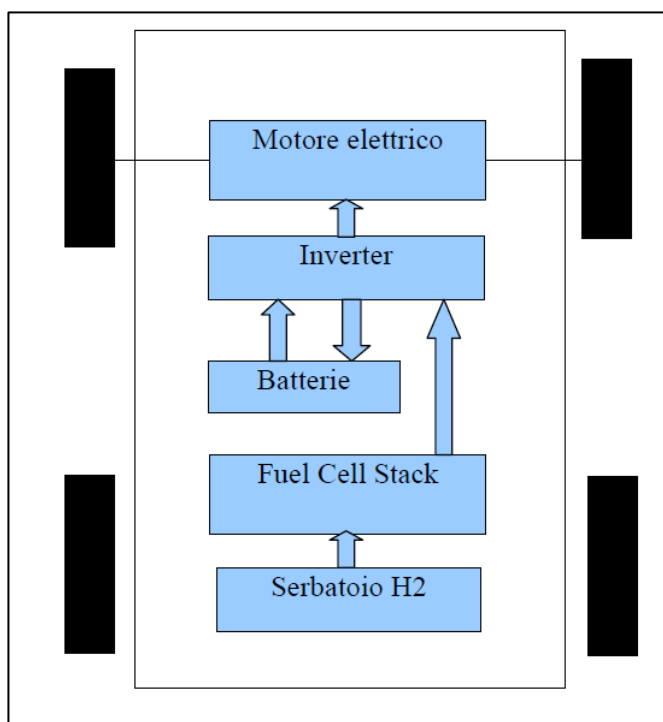 Motore elettrico
Inverter
Batterie
Fuel Cell Stack
Serbatoio H2